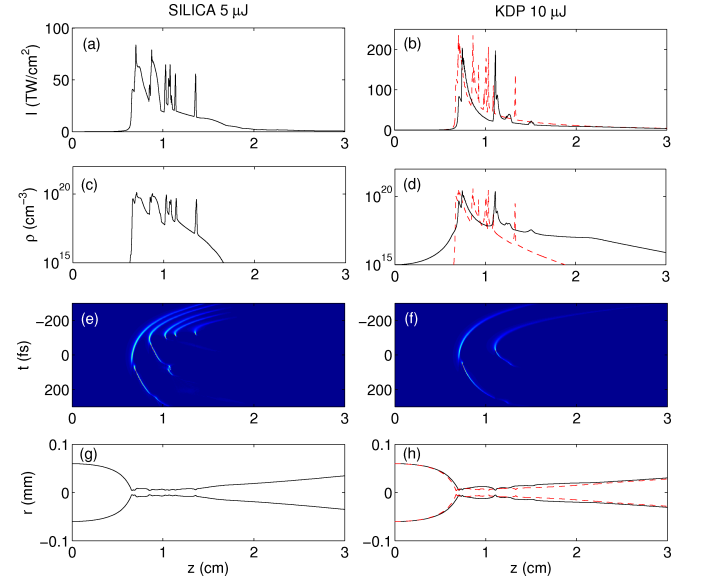 SILICA 5 μJ
KDP 10 μJ
(a)
I (TW/cm²)
100
50
0
0 1 2 3
(b)
200
100
0
0 1 2 3
(c)
ρ (cm⁻³)
10²⁰
10¹⁵
0 1 2 3
(d)
10²⁰
10¹⁵
0 1 2 3
(e)
t (fs)
−200
0
200
0 1 2 3
(f)
−200
0
200
0 1 2 3
(g)
r (mm)
0.1
0
−0.1
0 1 2 3
z (cm)
(h)
0.1
0
−0.1
0 1 2 3
z (cm)